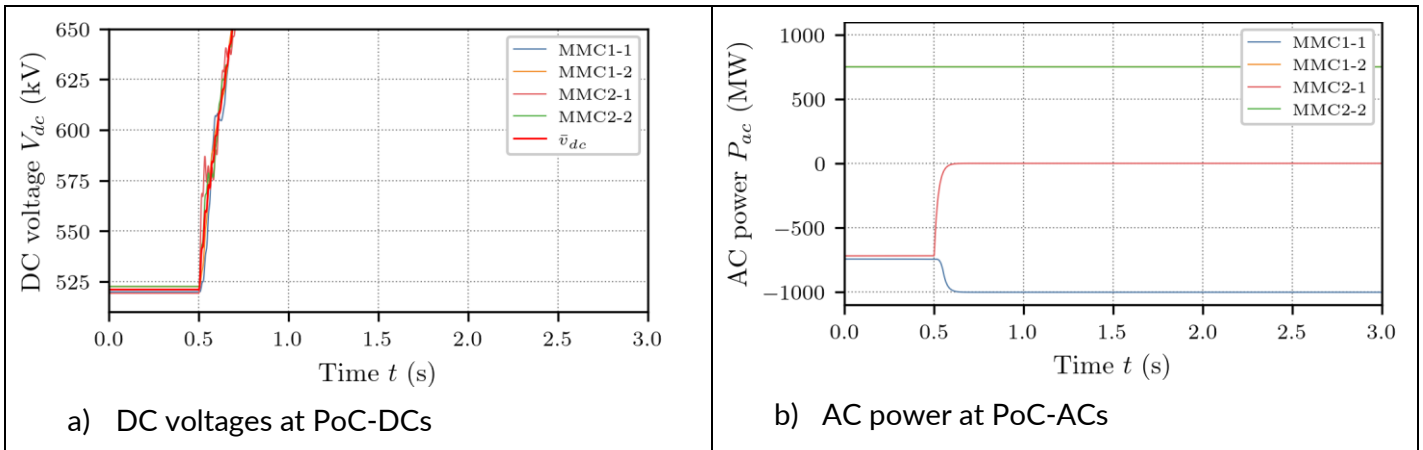 650
625
600
575
550
525
DC voltage V_dc (kV)
MMC1-1
MMC1-2
MMC2-1
MMC2-2
v̄_dc
0.0 0.5 1.0 1.5 2.0 2.5 3.0
Time t (s)
a) DC voltages at PoC-DCs
1000
500
0
−500
−1000
AC power P_ac (MW)
MMC1-1
MMC1-2
MMC2-1
MMC2-2
0.0 0.5 1.0 1.5 2.0 2.5 3.0
Time t (s)
b) AC power at PoC-ACs